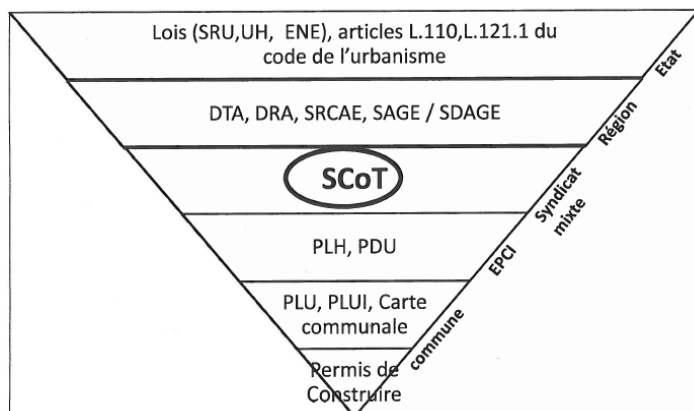 Lois (SRU,UH, ENE), articles L.110,L.121.1 du
code de l'urbanisme
Etat
DTA, DRA, SRCAE, SAGE / SDAGE
Région
SCoT
Syndicat
mixte
PLH, PDU
EPCI
PLU, PLUI, Carte
communale
commune
Permis de
Construire